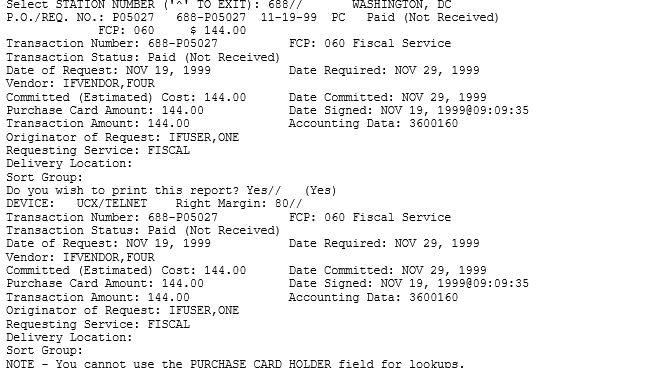 Select STATION NUMBER ('^' TO EXIT): 688//       WASHINGTON, DC
P.O./REQ. NO.: P05027   688-P05027  11-19-99  PC   Paid (Not Received)
             FCP: 060     $ 144.00
Transaction Number: 688-P05027          FCP: 060 Fiscal Service
Transaction Status: Paid (Not Received)
Date of Request: NOV 19, 1999           Date Required: NOV 29, 1999
Vendor: IFVENDOR,FOUR
Committed (Estimated) Cost: 144.00      Date Committed: NOV 29, 1999
Purchase Card Amount: 144.00            Date Signed: NOV 19, 1999@09:09:35
Transaction Amount: 144.00              Accounting Data: 3600160
Originator of Request: IFUSER,ONE
Requesting Service: FISCAL
Delivery Location:
Sort Group:
Do you wish to print this report? Yes//   (Yes)
DEVICE:   UCX/TELNET    Right Margin: 80//
Transaction Number: 688-P05027          FCP: 060 Fiscal Service
Transaction Status: Paid (Not Received)
Date of Request: NOV 19, 1999           Date Required: NOV 29, 1999
Vendor: IFVENDOR,FOUR
Committed (Estimated) Cost: 144.00      Date Committed: NOV 29, 1999
Purchase Card Amount: 144.00            Date Signed: NOV 19, 1999@09:09:35
Transaction Amount: 144.00              Accounting Data: 3600160
Originator of Request: IFUSER,ONE
Requesting Service: FISCAL
Delivery Location:
Sort Group:
NOTE - You cannot use the PURCHASE CARD HOLDER field for lookups.